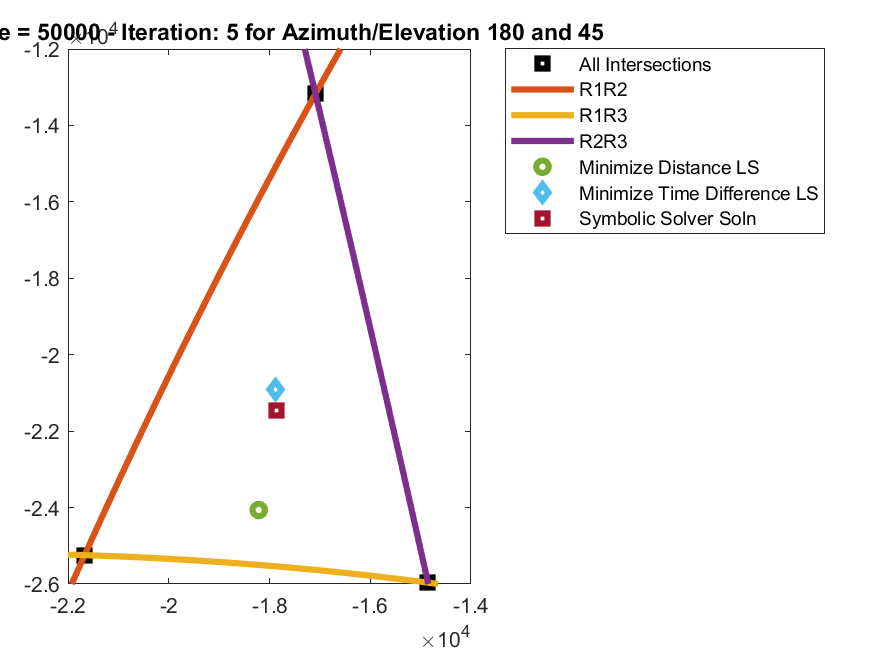 e = 50000 - Iteration: 5 for Azimuth/Elevation 180 and 45
×10⁴
-1.2
-1.4
-1.6
-1.8
-2
-2.2
-2.4
-2.6
-2.2 -2 -1.8 -1.6 -1.4
×10⁴
All Intersections
R1R2
R1R3
R2R3
Minimize Distance LS
Minimize Time Difference LS
Symbolic Solver Soln